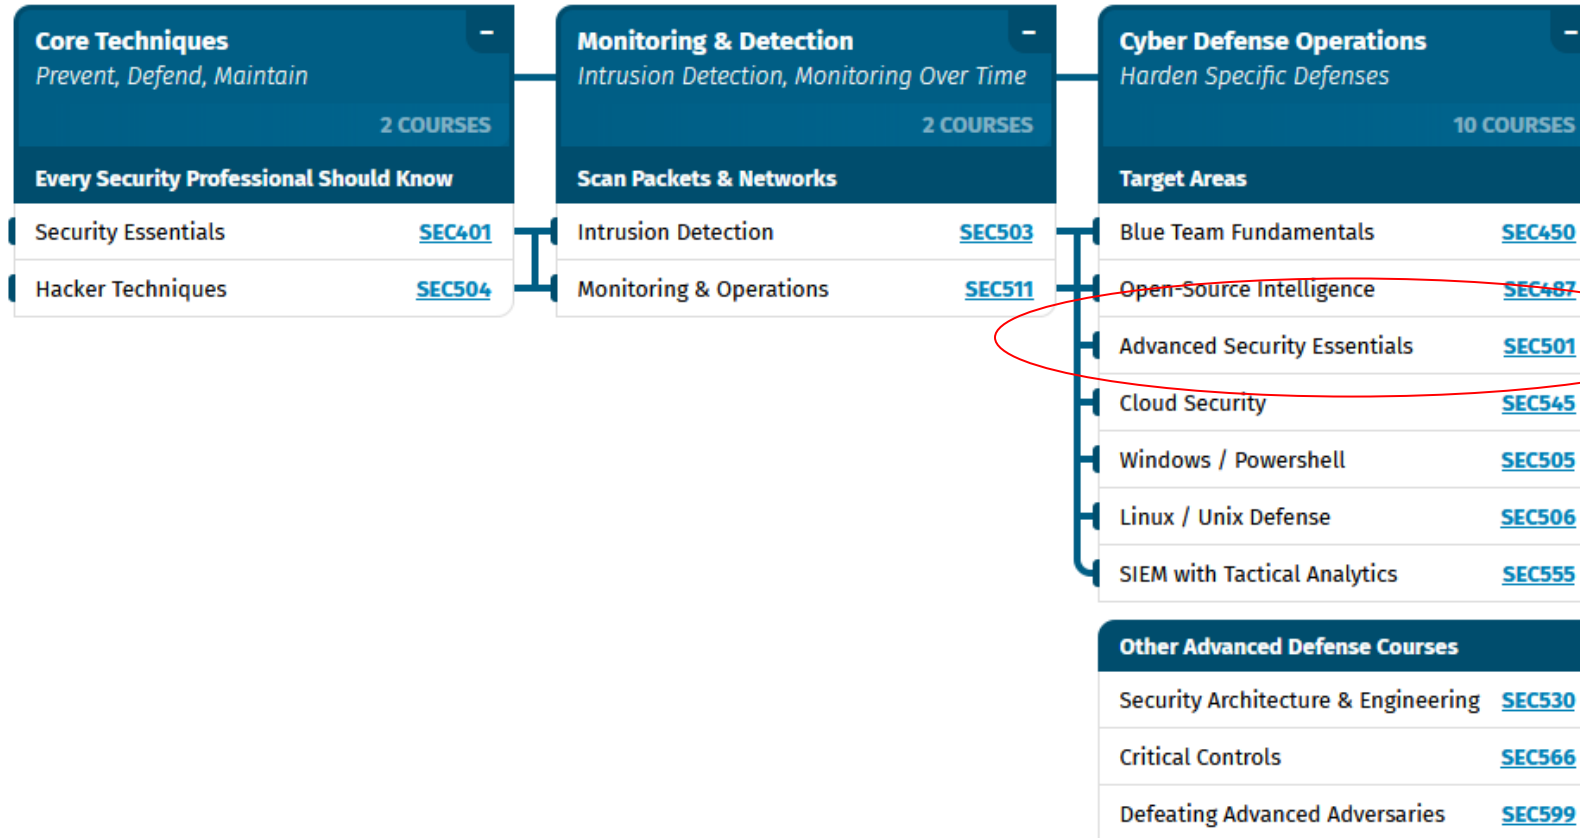 Core Techniques
–
Prevent, Defend, Maintain
2 COURSES
Every Security Professional Should Know
Security Essentials SEC401
Hacker Techniques SEC504
Monitoring & Detection
–
Intrusion Detection, Monitoring Over Time
2 COURSES
Scan Packets & Networks
Intrusion Detection SEC503
Monitoring & Operations SEC511
Cyber Defense Operations
–
Harden Specific Defenses
10 COURSES
Target Areas
Blue Team Fundamentals SEC450
Open-Source Intelligence SEC487
Advanced Security Essentials SEC501
Cloud Security SEC545
Windows / Powershell SEC505
Linux / Unix Defense SEC506
SIEM with Tactical Analytics SEC555
Other Advanced Defense Courses
Security Architecture & Engineering SEC530
Critical Controls SEC566
Defeating Advanced Adversaries SEC599